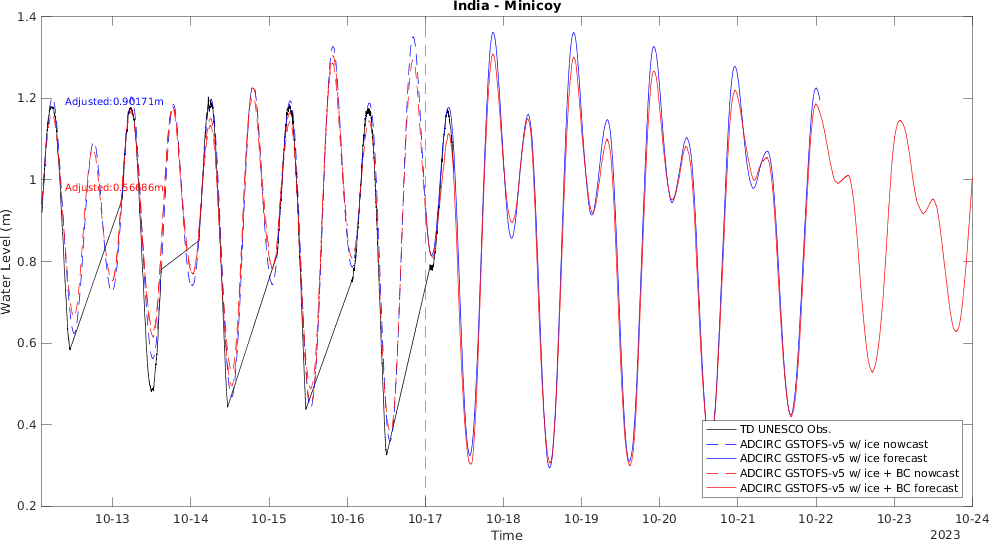 India - Minicoy
1.4
1.2
1
0.8
0.6
0.4
0.2
Water Level (m)
Adjusted:0.90171m
Adjusted:0.56686m
TD UNESCO Obs.
ADCIRC GSTOFS-v5 w/ ice nowcast
ADCIRC GSTOFS-v5 w/ ice forecast
ADCIRC GSTOFS-v5 w/ ice + BC nowcast
ADCIRC GSTOFS-v5 w/ ice + BC forecast
10-13 10-14 10-15 10-16 10-17 10-18 10-19 10-20 10-21 10-22 10-23 10-24
2023
Time